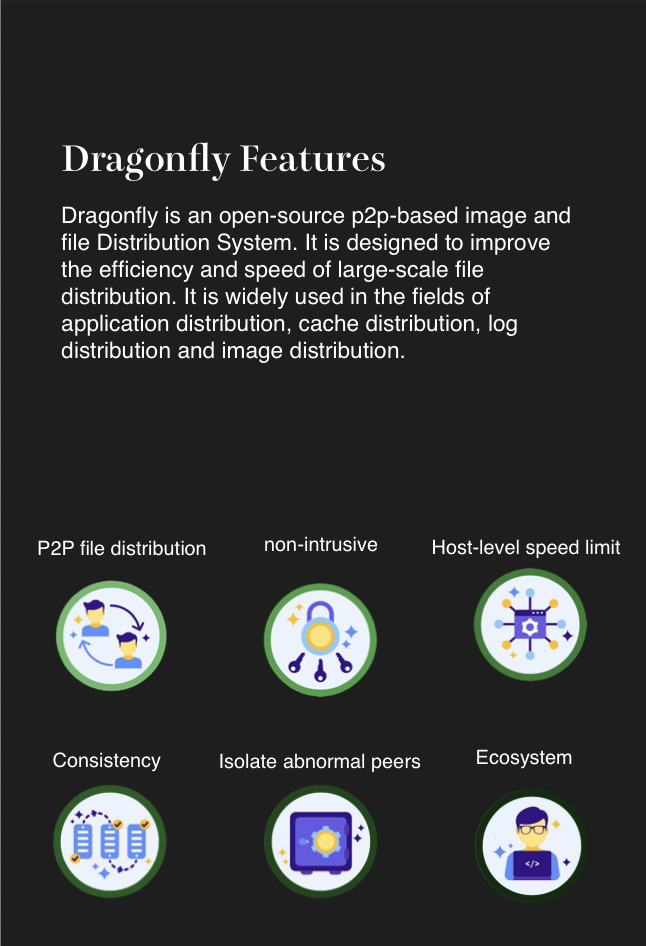 Dragonfly Features
Dragonfly is an open-source p2p-based image and
file Distribution System. It is designed to improve
the efficiency and speed of large-scale file
distribution. It is widely used in the fields of
application distribution, cache distribution, log
distribution and image distribution.
P2P file distribution
non-intrusive
Host-level speed limit
Consistency
Isolate abnormal peers
Ecosystem
</>